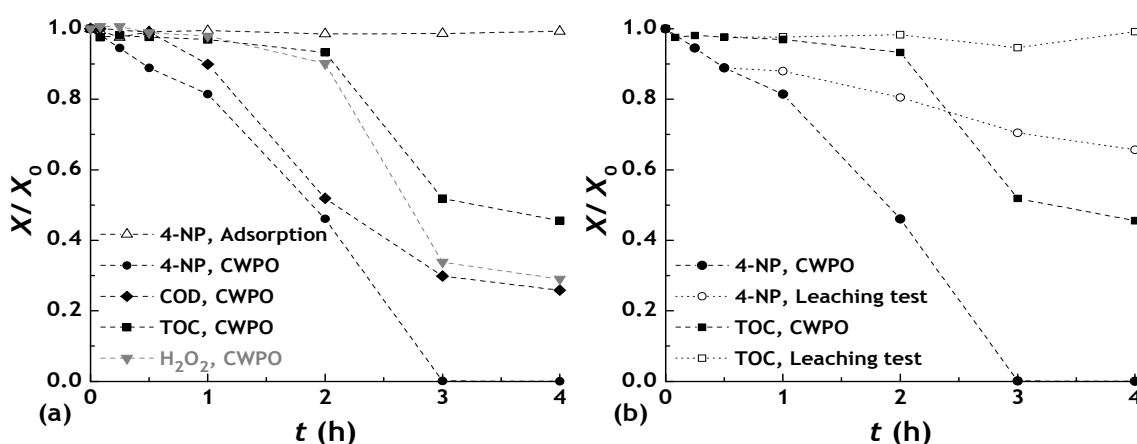 1.0
0.8
0.6
0.4
0.2
0.0
X/ X₀
4-NP, Adsorption
4-NP, CWPO
COD, CWPO
TOC, CWPO
H₂O₂, CWPO
0 1 2 3 4
(a)
t (h)
1.0
0.8
0.6
0.4
0.2
0.0
X/ X₀
4-NP, CWPO
4-NP, Leaching test
TOC, CWPO
TOC, Leaching test
0 1 2 3 4
(b)
t (h)